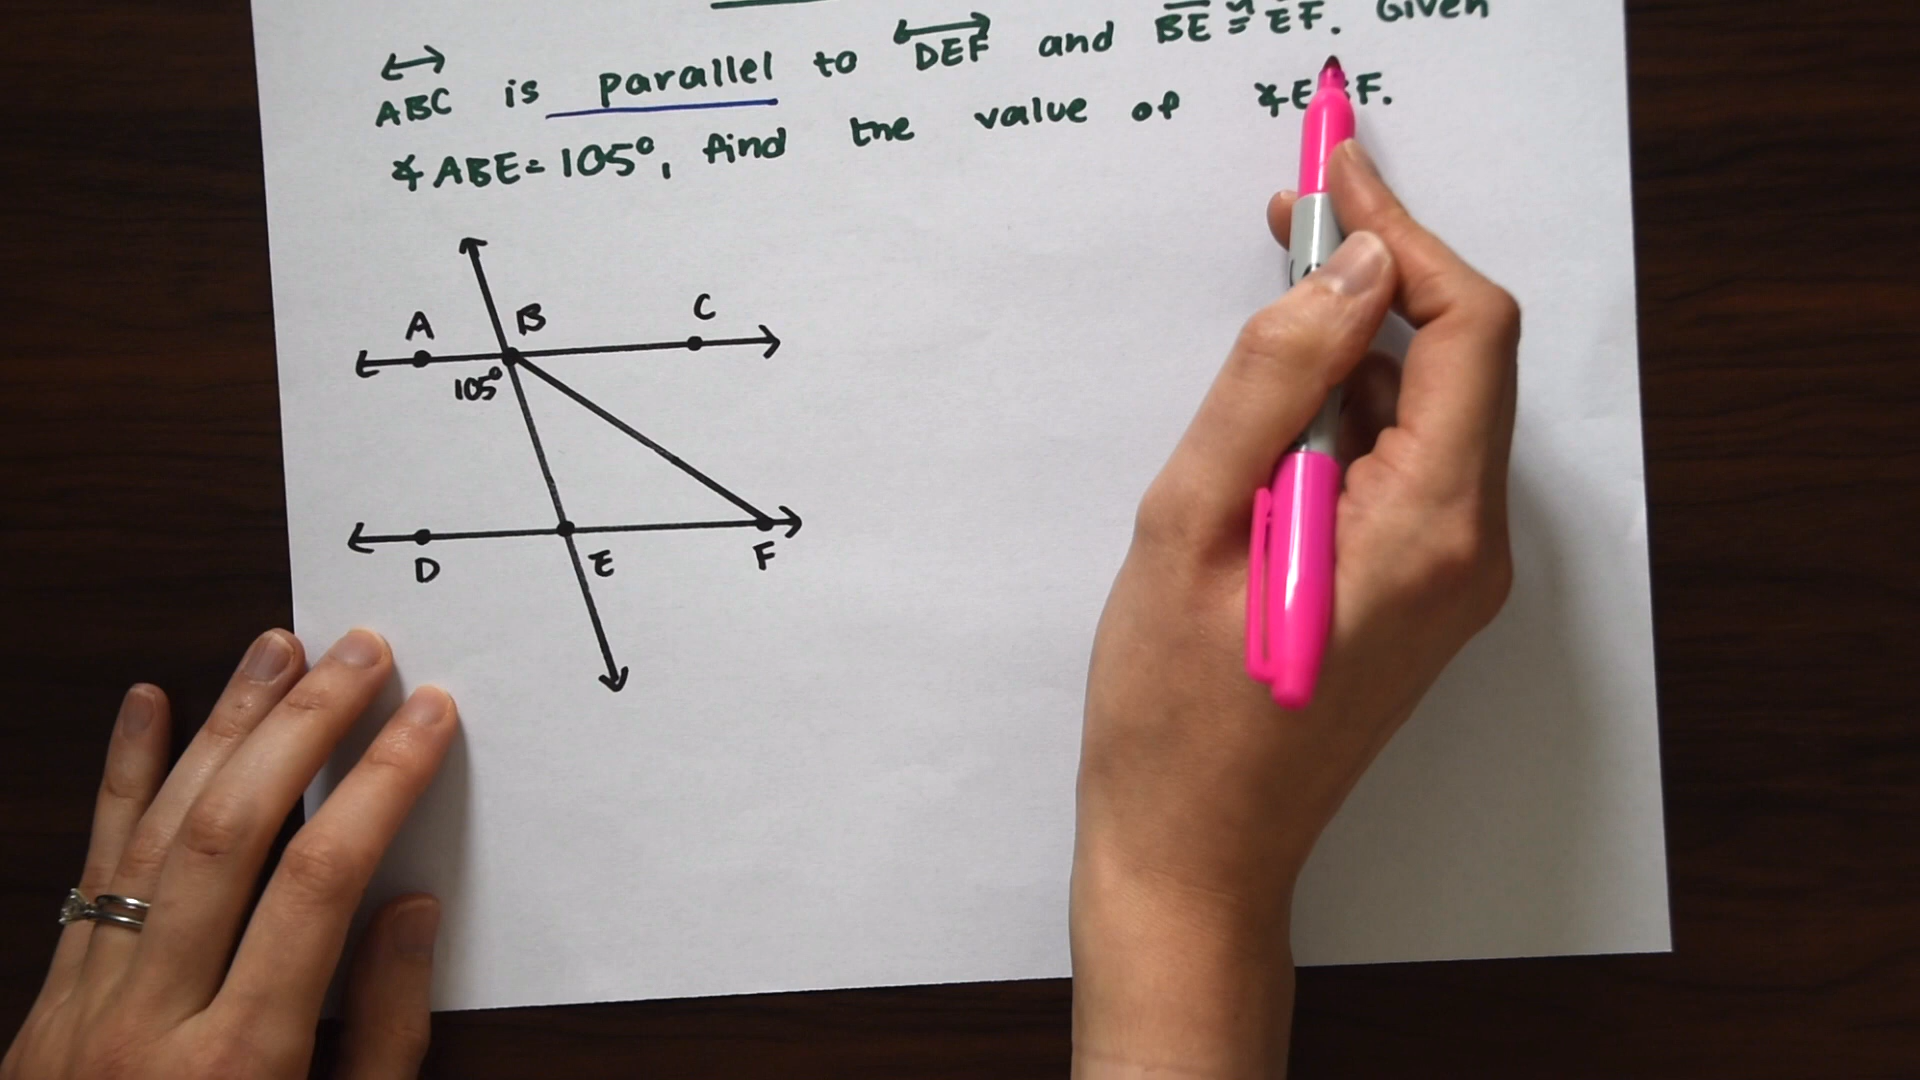 ABC is parallel to DEF and BE ≅ EF. Given
∡ABE = 105°, find the value of F.
A
B
C
105°
D
E
F